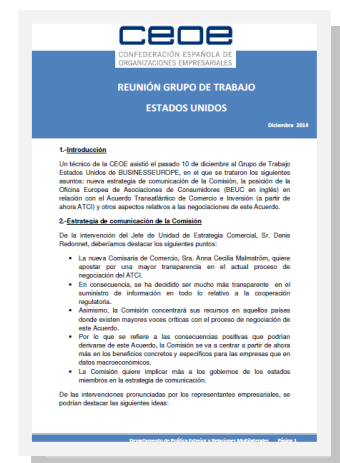 CEOE
CONFEDERACIÓN ESPAÑOLA DE
ORGANIZACIONES EMPRESARIALES
REUNIÓN GRUPO DE TRABAJO
ESTADOS UNIDOS
Diciembre 2014
1.-Introducción
Un técnico de la CEOE asistió el pasado 10 de diciembre al Grupo de Trabajo
Estados Unidos de BUSINESSEUROPE, en el que se trataron los siguientes
asuntos: nueva estrategia de comunicación de la Comisión, la posición de la
Oficina Europea de Asociaciones de Consumidores (BEUC en inglés) en
relación con el Acuerdo Transatlántico de Comercio e Inversión (a partir de
ahora ATCI) y otros aspectos relativos a las negociaciones de este Acuerdo.
2.-Estrategia de comunicación de la Comisión
De la intervención del Jefe de Unidad de Estrategia Comercial, Sr. Denis
Redonnet, deberíamos destacar los siguientes puntos:
• La nueva Comisaria de Comercio, Sra. Anna Cecilia Malmström, quiere
apostar por una mayor transparencia en el actual proceso de
negociación del ATCI.
• En consecuencia, se ha decidido ser mucho más transparente en el
suministro de información en todo lo relativo a la cooperación
regulatoria.
• Asimismo, la Comisión concentrará sus recursos en aquellos países
donde existen mayores voces críticas con el proceso de negociación de
este Acuerdo.
• Por lo que se refiere a las consecuencias positivas que podrían
derivarse de este Acuerdo, la Comisión se va a centrar a partir de ahora
más en los beneficios concretos y específicos para las empresas que en
datos macroeconómicos.
• La Comisión quiere implicar más a los gobiernos de los estados
miembros en la estrategia de comunicación.
De las intervenciones pronunciadas por los representantes empresariales, se
podrían destacar las siguientes ideas:
Departamento de Política Exterior y Relaciones Multilaterales Página 1